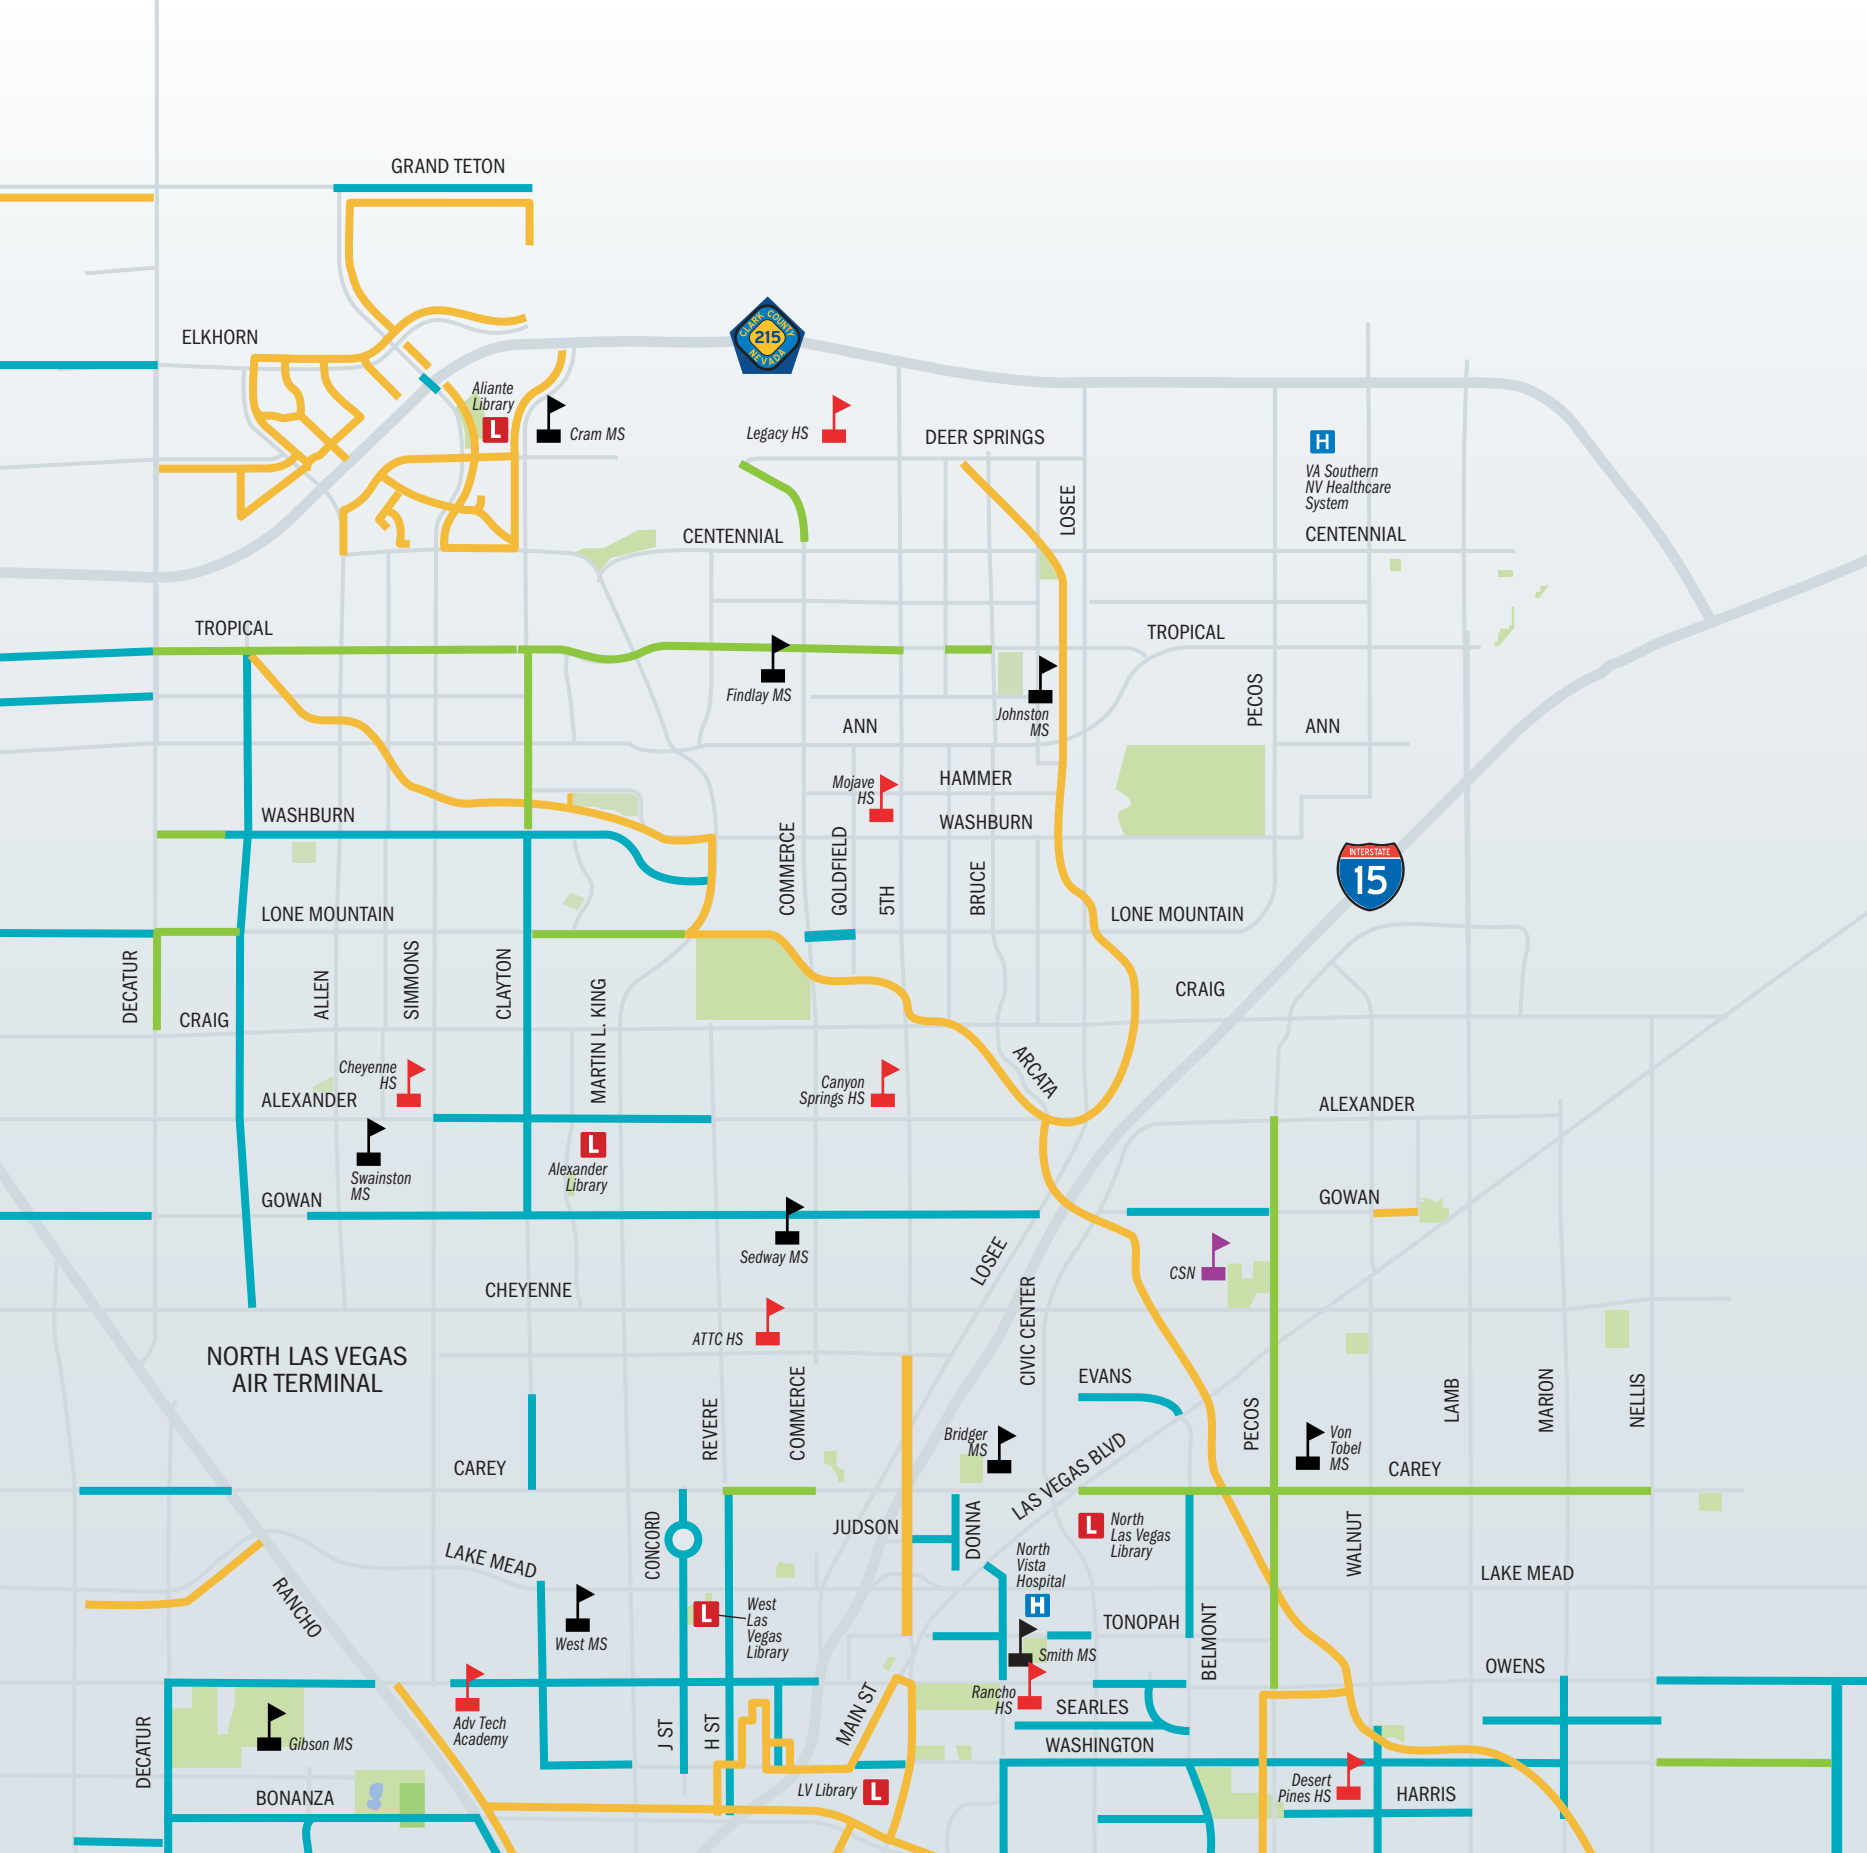 GRAND TETON
ELKHORN
CLARK COUNTY
215
NEVADA
Aliante
Library
L
Cram MS
Legacy HS
DEER SPRINGS
H
VA Southern
NV Healthcare
System
LOSEE
CENTENNIAL
CENTENNIAL
TROPICAL
TROPICAL
Findlay MS
Johnston
MS
PECOS
ANN
ANN
Mojave
HS
HAMMER
WASHBURN
WASHBURN
COMMERCE
GOLDFIELD
5TH
BRUCE
INTERSTATE
15
LONE MOUNTAIN
LONE MOUNTAIN
DECATUR
ALLEN
SIMMONS
CLAYTON
MARTIN L. KING
CRAIG
CRAIG
Cheyenne
HS
ARCATA
Canyon
Springs HS
ALEXANDER
ALEXANDER
Swainston
MS
L
Alexander
Library
GOWAN
GOWAN
Sedway MS
LOSEE
CSN
CHEYENNE
CIVIC CENTER
ATTC HS
NORTH LAS VEGAS
AIR TERMINAL
EVANS
REVERE
COMMERCE
PECOS
LAMB
MARION
NELLIS
Bridger
MS
LAS VEGAS BLVD
Von
Tobel
MS
CAREY
CAREY
CONCORD
JUDSON
DONNA
L
North
Las Vegas
Library
WALNUT
LAKE MEAD
North
Vista
Hospital
H
LAKE MEAD
RANCHO
West MS
L
West
Las
Vegas
Library
TONOPAH
BELMONT
Smith MS
OWENS
Rancho
HS
SEARLES
Adv Tech
Academy
J ST
H ST
MAIN ST
DECATUR
Gibson MS
WASHINGTON
BONANZA
LV Library
L
Desert
Pines HS
HARRIS